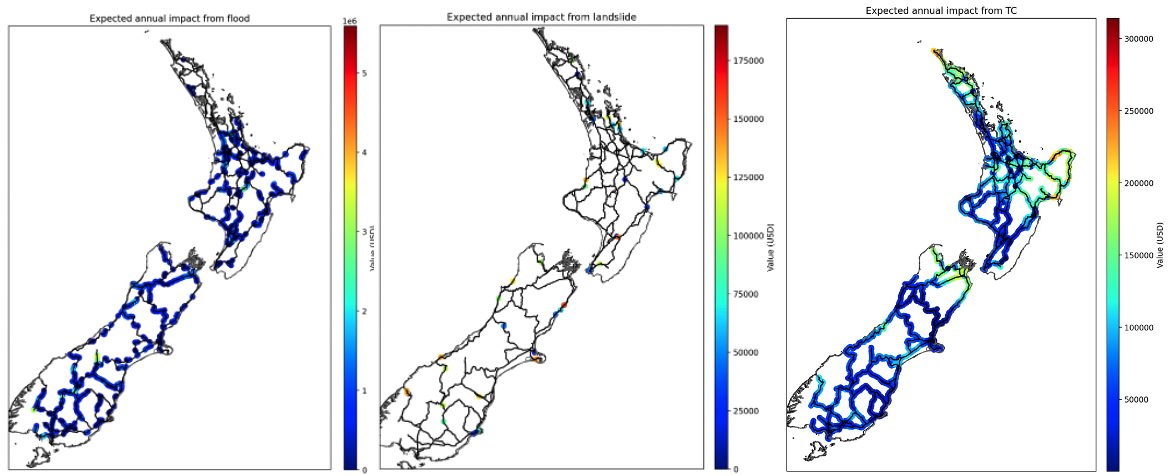 Expected annual impact from flood
1e6
5
4
3
2
1
0
Value (USD)
Expected annual impact from landslide
175000
150000
125000
100000
75000
50000
25000
0
Value (USD)
Expected annual impact from TC
300000
250000
200000
150000
100000
50000
Value (USD)